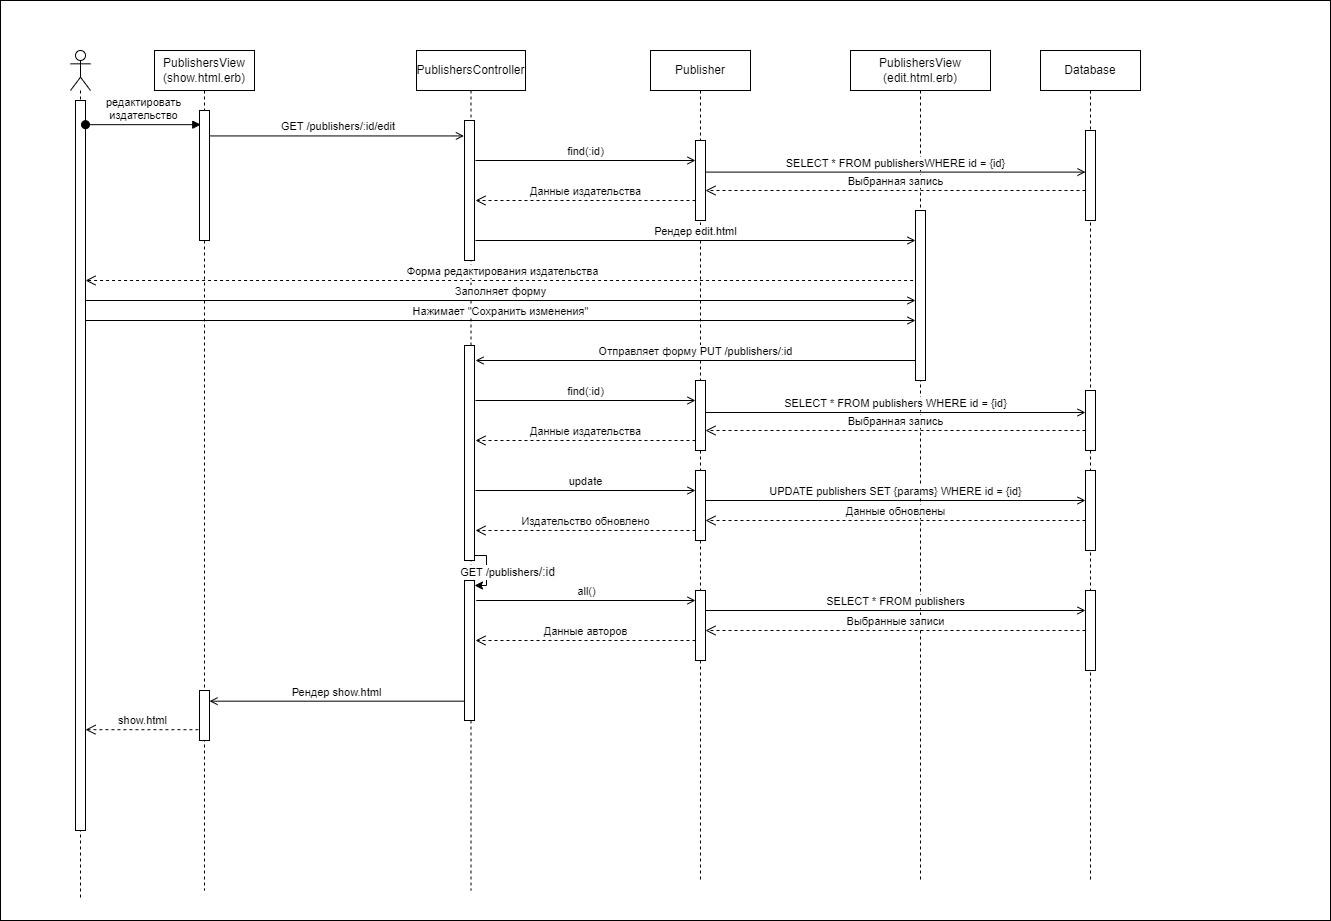 PublishersView
(show.html.erb)
PublishersController
Publisher
PublishersView
(edit.html.erb)
Database
редактировать
издательство
GET /publishers/:id/edit
find(:id)
SELECT * FROM publishersWHERE id = {id}
Выбранная запись
Данные издательства
Рендер edit.html
Форма редактирования издательства
Заполняет форму
Нажимает "Сохранить изменения"
Отправляет форму PUT /publishers/:id
find(:id)
SELECT * FROM publishers WHERE id = {id}
Выбранная запись
Данные издательства
update
UPDATE publishers SET {params} WHERE id = {id}
Данные обновлены
Издательство обновлено
GET /publishers/:id
all()
SELECT * FROM publishers
Выбранные записи
Данные авторов
Рендер show.html
show.html